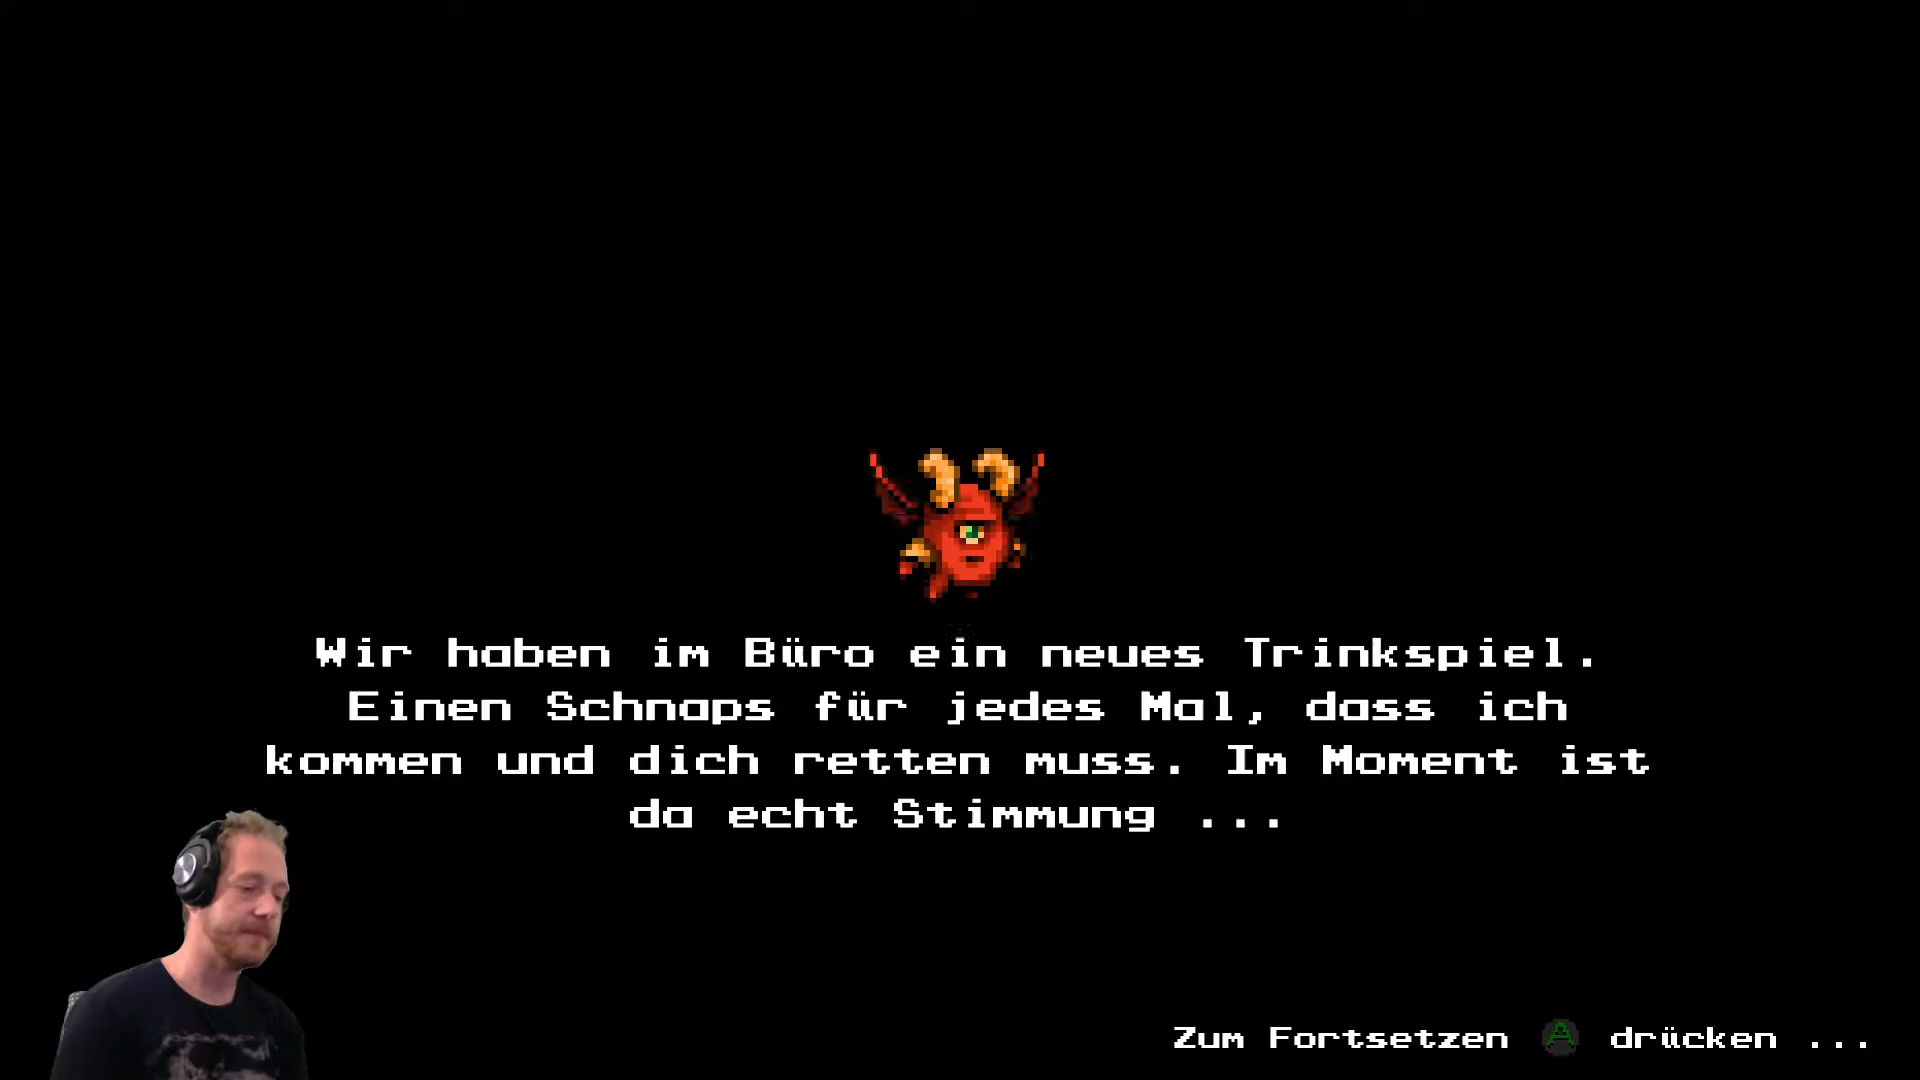 Wir haben im Büro ein neues Trinkspiel.
Einen Schnaps für jedes Mal, dass ich
kommen und dich retten muss. Im Moment ist
da echt Stimmung ...
Zum Fortsetzen A drücken ...